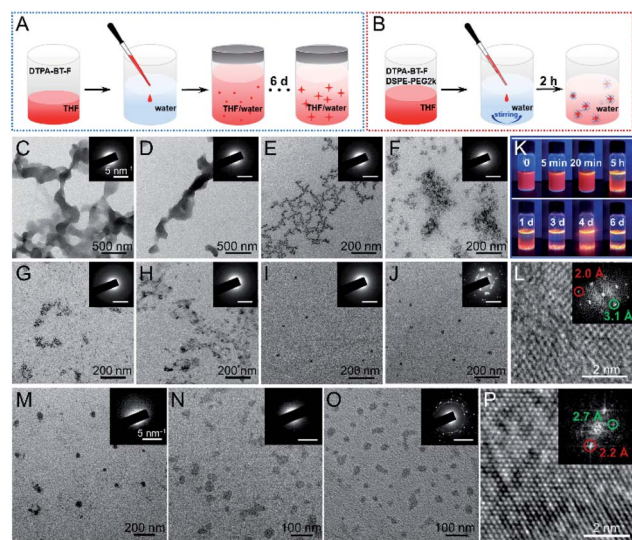 A
DTPA-BT-F
THF
water
THF/water
6 d
THF/water
B
DTPA-BT-F
DSPE-PEG2k
THF
water
stirring
2 h
water
C
5 nm⁻¹
500 nm
D
500 nm
E
200 nm
F
200 nm
K
0
5 min
20 min
5 h
1 d
3 d
4 d
6 d
G
200 nm
H
200 nm
I
200 nm
J
200 nm
L
2.0 Å
3.1 Å
2 nm
M
5 nm⁻¹
200 nm
N
100 nm
O
100 nm
P
2.7 Å
2.2 Å
2 nm